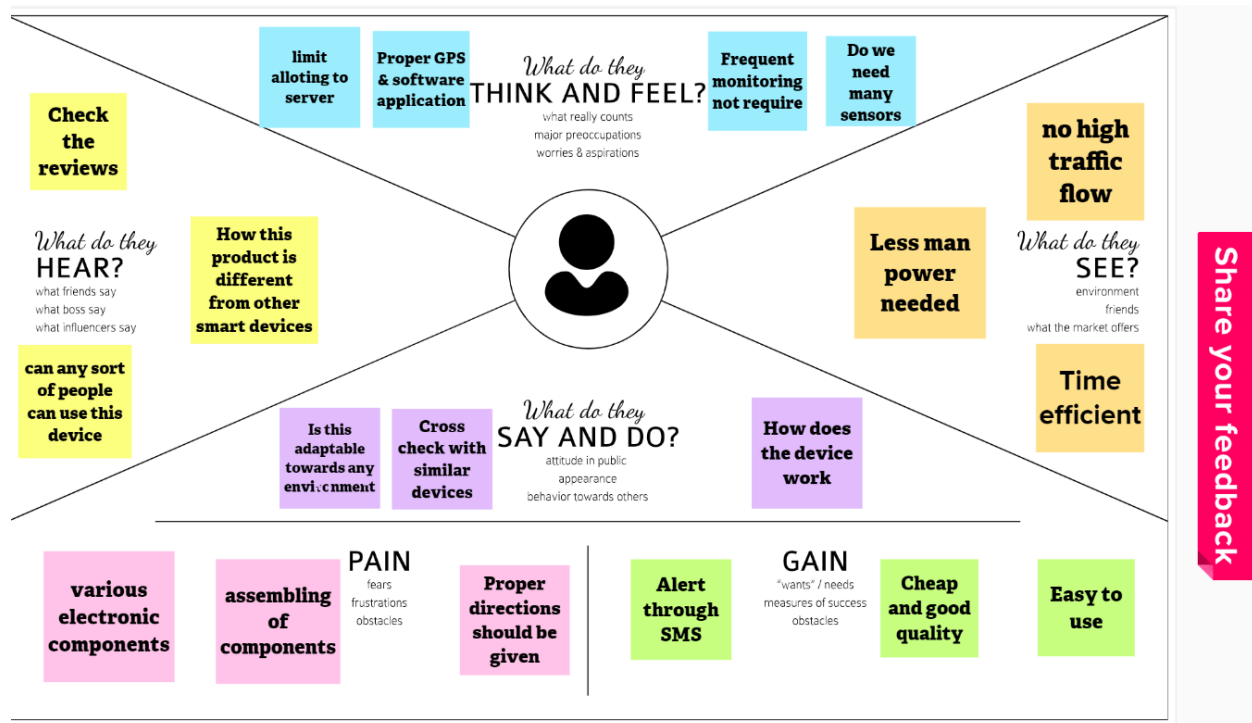 limit
alloting to
server
Proper GPS
& software
application
What do they
THINK AND FEEL?
what really counts
major preoccupations
worries & aspirations
Frequent
monitoring
not require
Do we
need
many
sensors
Check
the
reviews
What do they
HEAR?
what friends say
what boss say
what influencers say
How this
product is
different
from other
smart devices
can any sort
of people
can use this
device
no high
traffic
flow
Less man
power
needed
What do they
SEE?
environment
friends
what the market offers
Time
efficient
Is this
adaptable
towards any
environment
Cross
check with
similar
devices
What do they
SAY AND DO?
attitude in public
appearance
behavior towards others
How does
the device
work
various
electronic
components
assembling
of
components
PAIN
fears
frustrations
obstacles
Proper
directions
should be
given
Alert
through
SMS
GAIN
"wants" / needs
measures of success
obstacles
Cheap
and good
quality
Easy to
use
Share your feedback